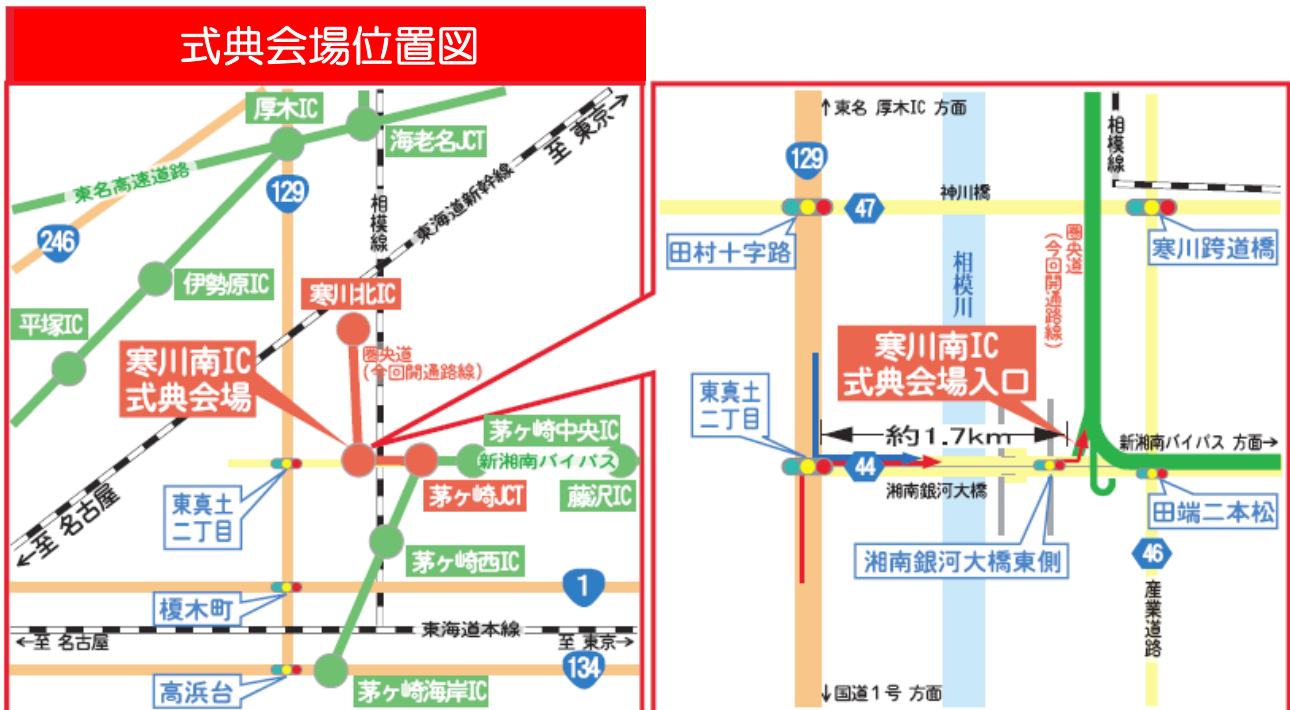 式典会場位置図
厚木IC
海老名JCT
至 東京→
東名高速道路
129
相模線
東海道新幹線
246
伊勢原IC
寒川北IC
平塚IC
圏央道
(今回開通路線)
寒川南IC
式典会場
茅ヶ崎中央IC
新湘南バイパス
茅ヶ崎JCT
藤沢IC
東真土
二丁目
←至 名古屋
茅ヶ崎西IC
1
榎木町
東海道本線
←至 名古屋
至 東京→
134
高浜台
茅ヶ崎海岸IC
↑東名 厚木IC 方面
相模線
129
神川橋
47
田村十字路
寒川跨道橋
圏央道
(今回開通路線)
相模川
寒川南IC
式典会場入口
東真土
二丁目
約1.7km
新湘南バイパス 方面→
44
湘南銀河大橋
田端二本松
湘南銀河大橋東側
46
産業道路
↓国道1号 方面